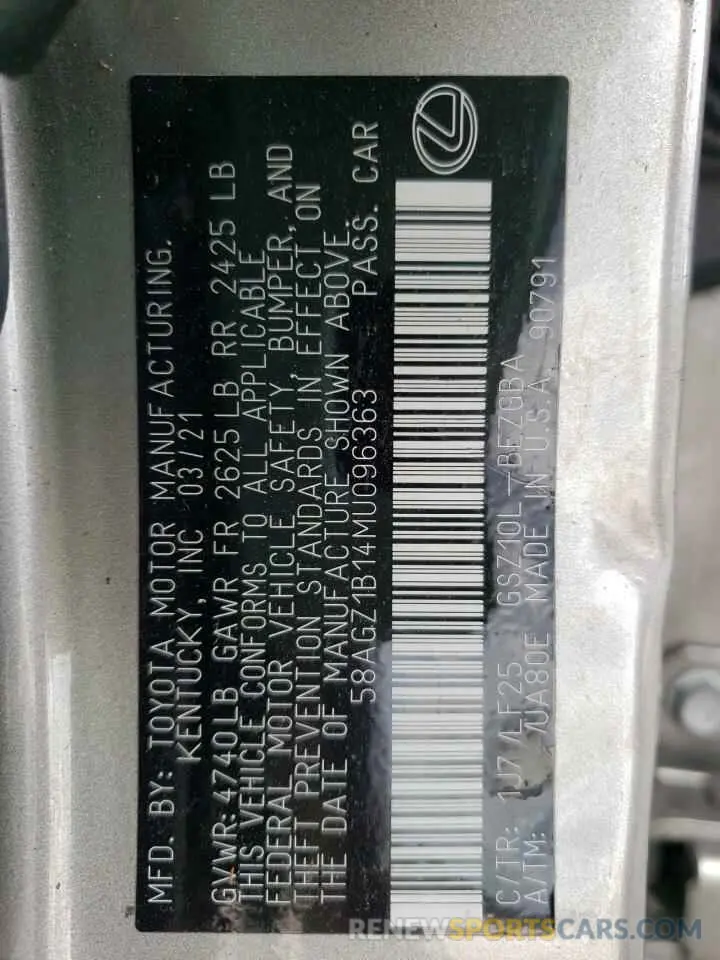 MFD. BY: TOYOTA MOTOR MANUFACTURING,
KENTUCKY, INC 03/21
GVWR: 4740LB GAWR FR 2625LB RR 2425 LB
THIS VEHICLE CONFORMS TO ALL APPLICABLE
FEDERAL MOTOR VEHICLE SAFETY, BUMPER, AND
THEFT PREVENTION STANDARDS IN EFFECT ON
THE DATE OF MANUFACTURE SHOWN ABOVE.
58AGZ1B14MU096363 PASS. CAR
C/TR: 1J7/LF25 GSZ10L-BEZGBA
A/TM: /UA80E MADE IN U.S.A. 90791
RENEWSPORTSCARS.COM